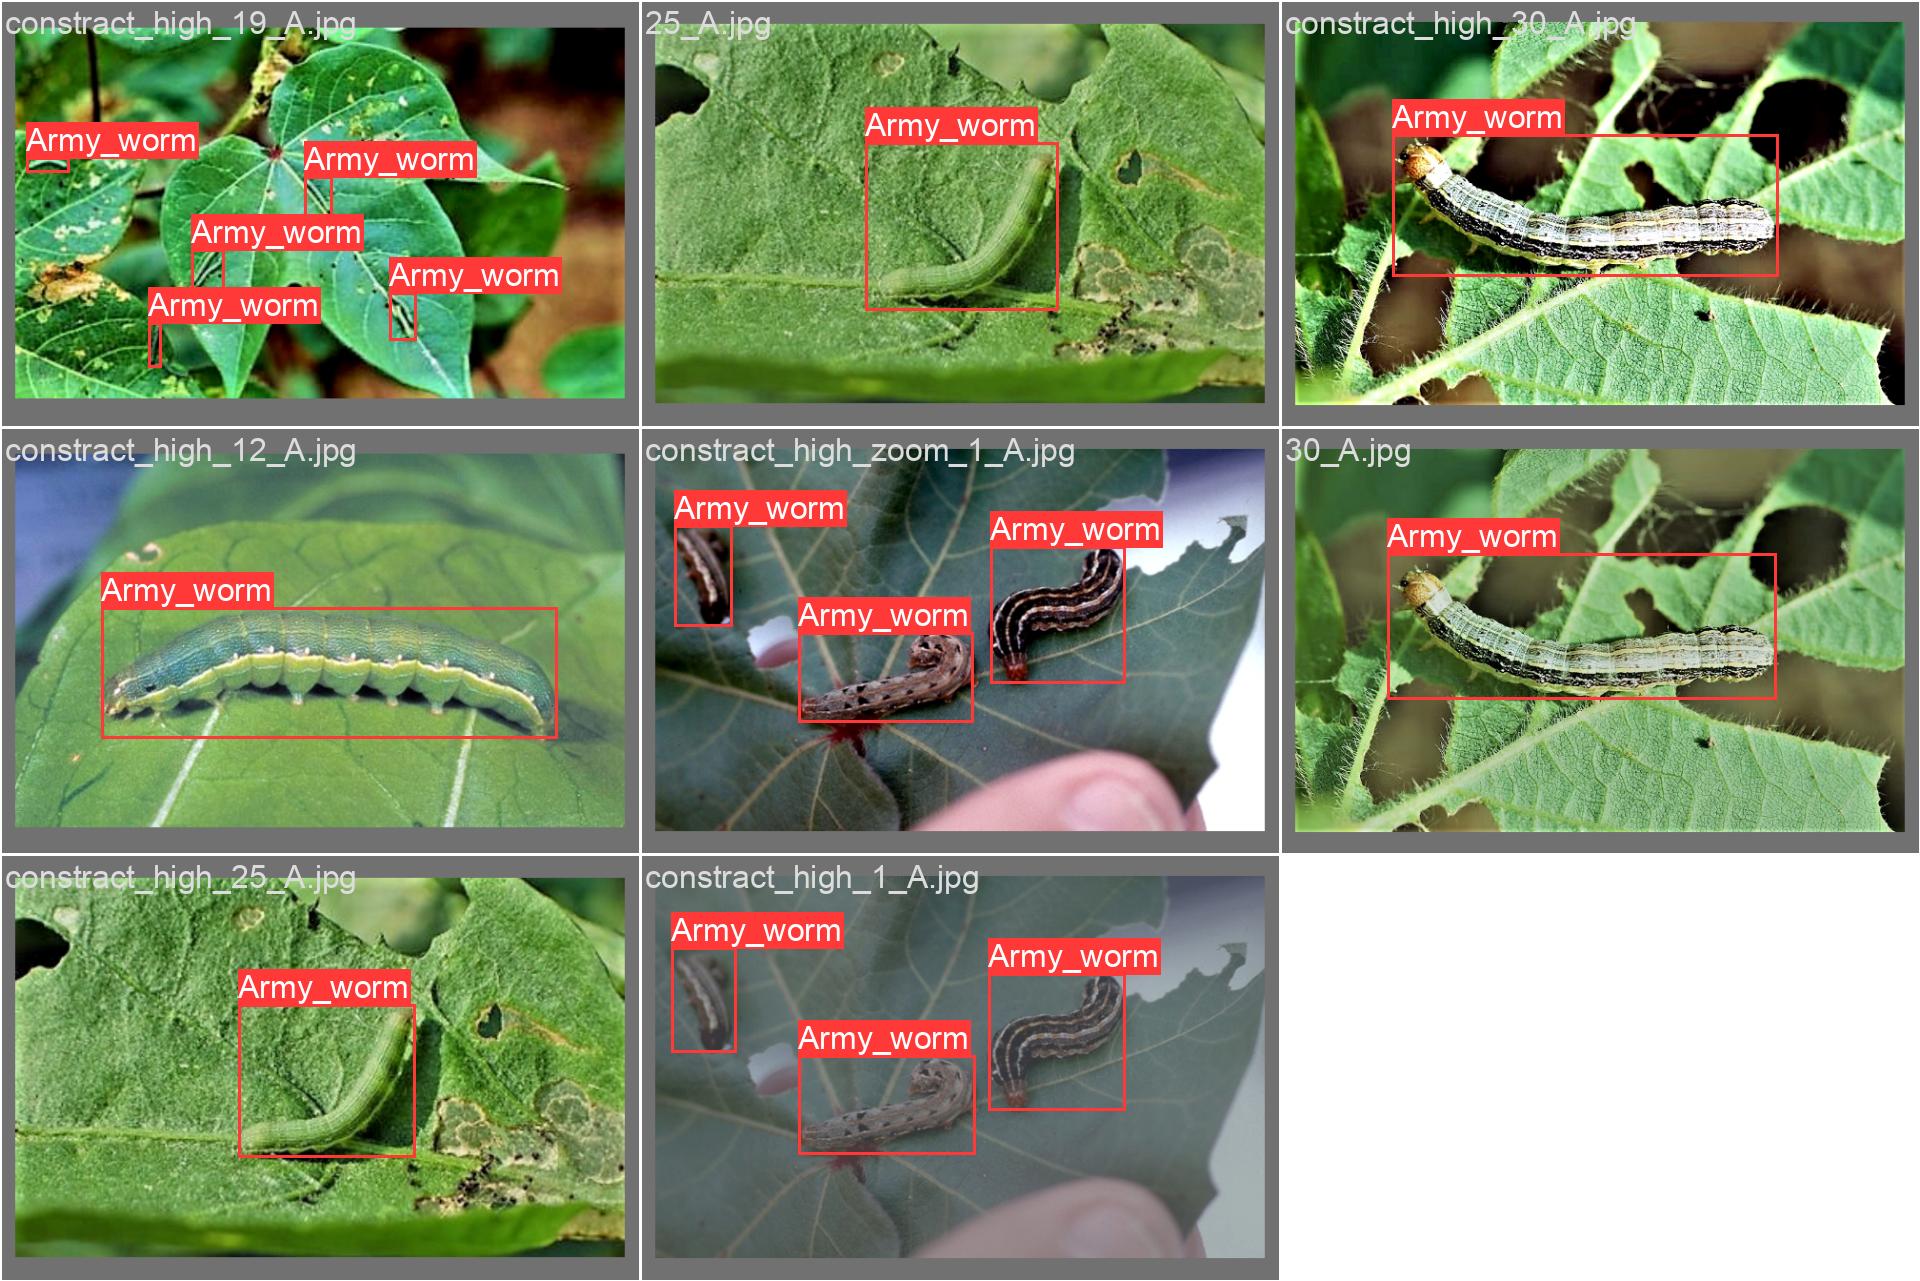 constract_high_19_A.jpg
Army_worm
Army_worm
Army_worm
Army_worm
Army_worm
25_A.jpg
Army_worm
constract_high_30_A.jpg
Army_worm
constract_high_12_A.jpg
Army_worm
constract_high_zoom_1_A.jpg
Army_worm
Army_worm
Army_worm
30_A.jpg
Army_worm
constract_high_25_A.jpg
Army_worm
constract_high_1_A.jpg
Army_worm
Army_worm
Army_worm